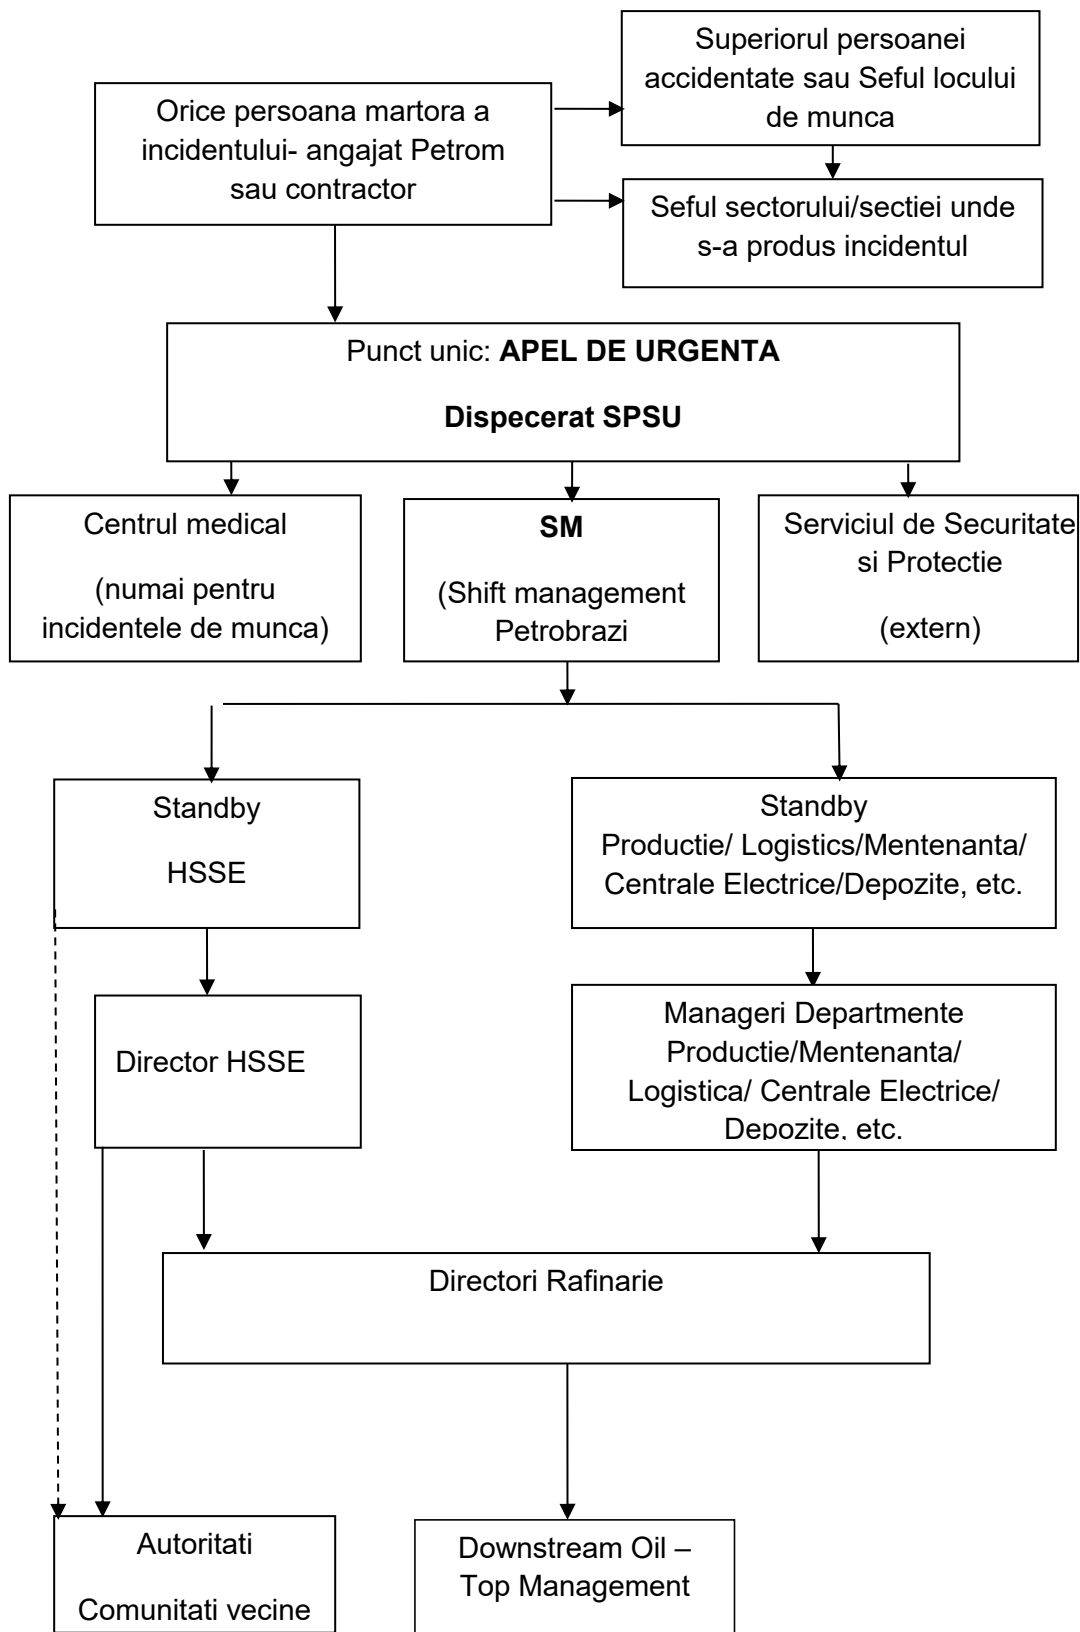 Superiorul persoanei
accidentate sau Seful locului
de munca
Orice persoana martora a
incidentului- angajat Petrom
sau contractor
Seful sectorului/sectiei unde
s-a produs incidentul
Punct unic: APEL DE URGENTA
Dispecerat SPSU
Centrul medical
(numai pentru
incidentele de munca)
SM
(Shift management
Petrobrazi
Serviciul de Securitate
si Protectie
(extern)
Standby
HSSE
Standby
Productie/ Logistics/Mentenanta/
Centrale Electrice/Depozite, etc.
Director HSSE
Manageri Departmente
Productie/Mentenanta/
Logistica/ Centrale Electrice/
Depozite, etc.
Directori Rafinarie
Autoritati
Comunitati vecine
Downstream Oil –
Top Management